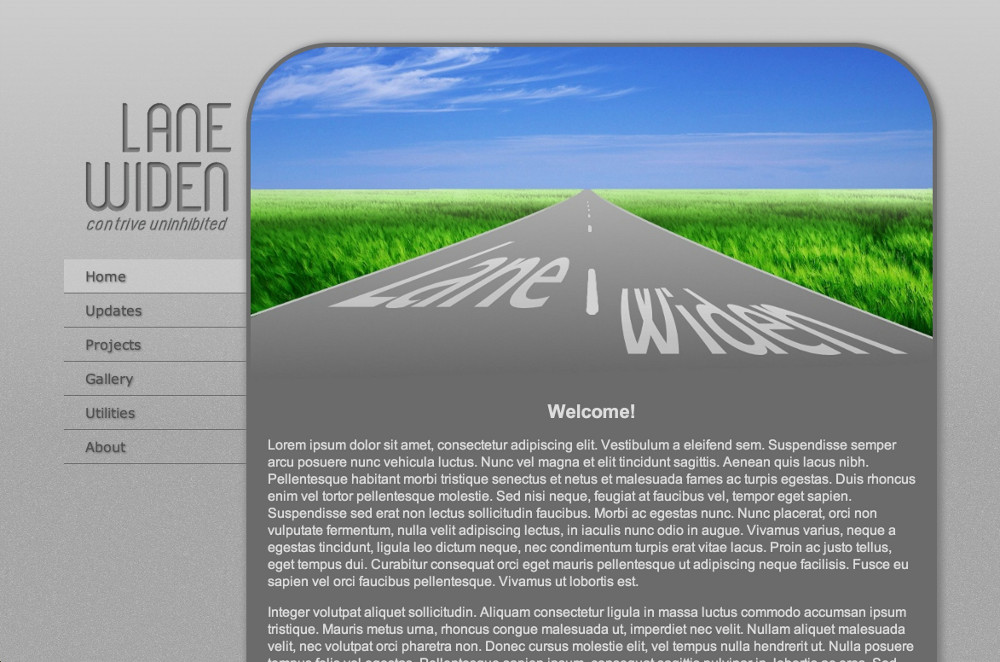 LANE
WIDEN
contrive uninhibited
Home
Updates
Projects
Gallery
Utilities
About
Lane Widen
Welcome!
Lorem ipsum dolor sit amet, consectetur adipiscing elit. Vestibulum a eleifend sem. Suspendisse semper
arcu posuere nunc vehicula luctus. Nunc vel magna et elit tincidunt sagittis. Aenean quis lacus nibh.
Pellentesque habitant morbi tristique senectus et netus et malesuada fames ac turpis egestas. Duis rhoncus
enim vel tortor pellentesque molestie. Sed nisi neque, feugiat at faucibus vel, tempor eget sapien.
Suspendisse sed erat non lectus sollicitudin faucibus. Morbi ac egestas nunc. Nunc placerat, orci non
vulputate fermentum, nulla velit adipiscing lectus, in iaculis nunc odio in augue. Vivamus varius, neque a
egestas tincidunt, ligula leo dictum neque, nec condimentum turpis erat vitae lacus. Proin ac justo tellus,
eget tempus dui. Curabitur consequat orci eget mauris pellentesque ut adipiscing neque facilisis. Fusce eu
sapien vel orci faucibus pellentesque. Vivamus ut lobortis est.
Integer volutpat aliquet sollicitudin. Aliquam consectetur ligula in massa luctus commodo accumsan ipsum
tristique. Mauris metus urna, rhoncus congue malesuada ut, imperdiet nec velit. Nullam aliquet malesuada
velit, nec volutpat orci pharetra non. Donec cursus molestie elit, vel tempus nulla hendrerit ut. Nulla posuere